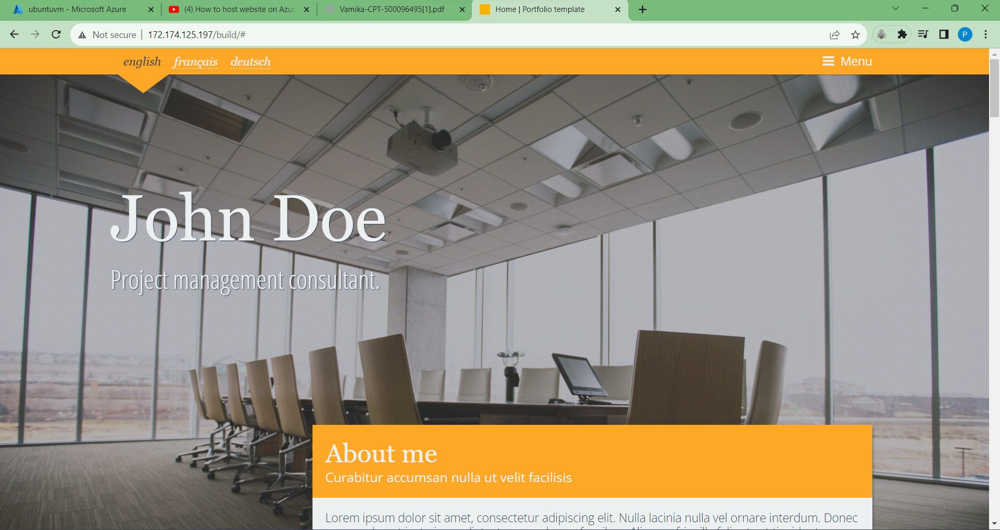 ubuntuvm - Microsoft Azure
(4) How to host website on Azu
Vamika-CPT-500096495[1].pdf
Home | Portfolio template
Not secure
172.174.125.197/build/#
P
english français deutsch
Menu
John Doe
Project management consultant.
About me
Curabitur accumsan nulla ut velit facilisis
Lorem ipsum dolor sit amet, consectetur adipiscing elit. Nulla lacinia nulla vel ornare interdum. Donec